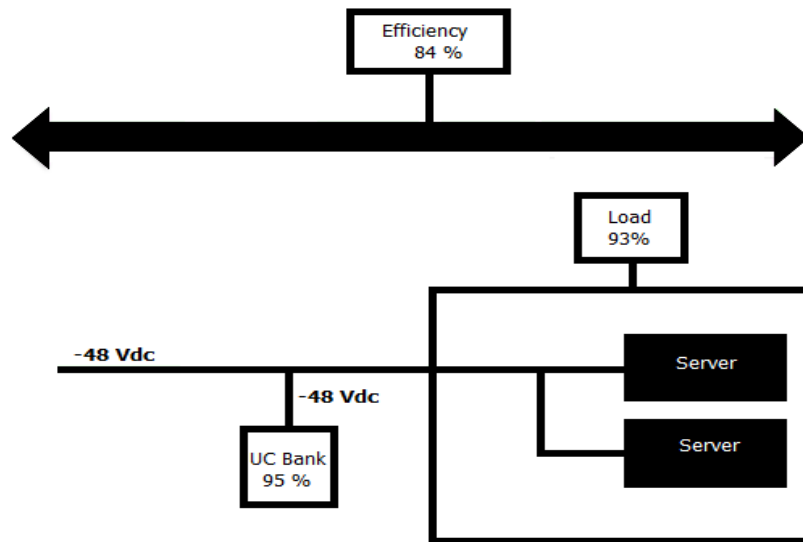 Efficiency
84 %
Load
93%
-48 Vdc
Server
-48 Vdc
UC Bank
95 %
Server